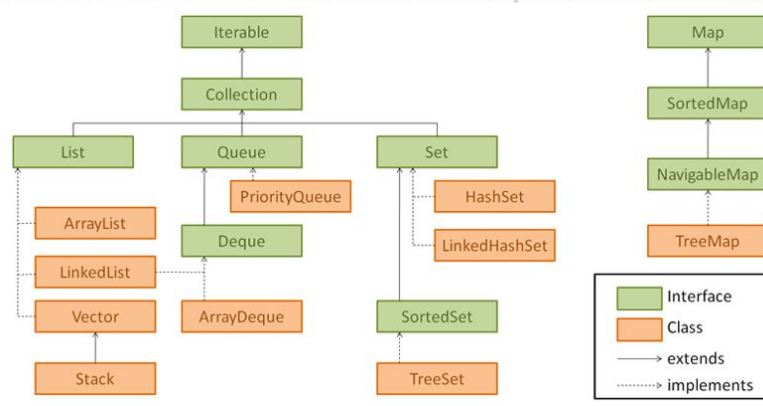 Iterable
Map
Collection
SortedMap
List
Queue
Set
NavigableMap
PriorityQueue
HashSet
ArrayList
Deque
LinkedHashSet
TreeMap
LinkedList
Interface
Vector
ArrayDeque
SortedSet
Class
extends
Stack
TreeSet
implements